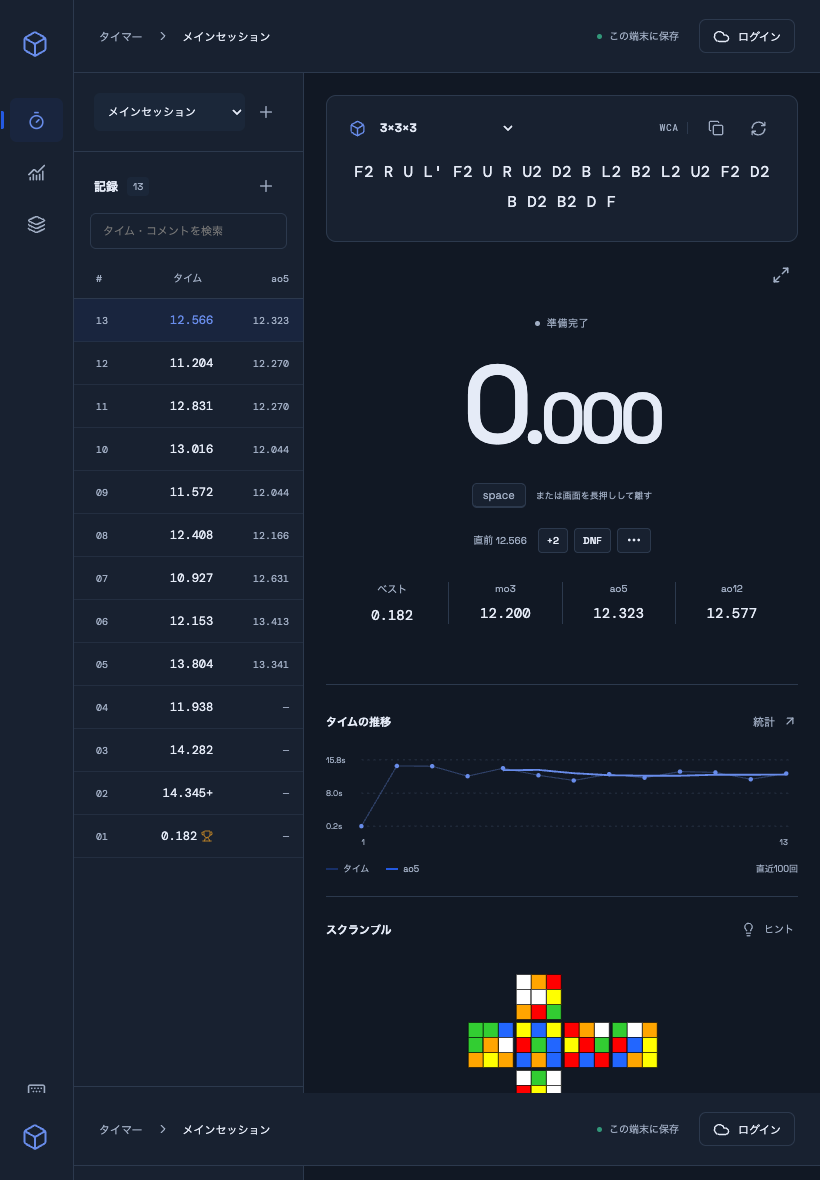 タイマー > メインセッション
この端末に保存
ログイン
メインセッション
記録 13
タイム・コメントを検索
# タイム ao5
13 12.566 12.323
12 11.204 12.270
11 12.831 12.270
10 13.016 12.044
09 11.572 12.044
08 12.408 12.166
07 10.927 12.631
06 12.153 13.413
05 13.804 13.341
04 11.938 –
03 14.282 –
02 14.345+ –
01 0.182 –
3×3×3
WCA
F2 R U L' F2 U R U2 D2 B L2 B2 L2 U2 F2 D2
B D2 B2 D F
準備完了
0.000
space または画面を長押しして離す
直前 12.566 +2 DNF •••
ベスト mo3 ao5 ao12
0.182 12.200 12.323 12.577
タイムの推移
統計
15.8s
8.0s
0.2s
1 13
タイム ao5
直近100回
スクランブル
ヒント
タイマー > メインセッション
この端末に保存
ログイン